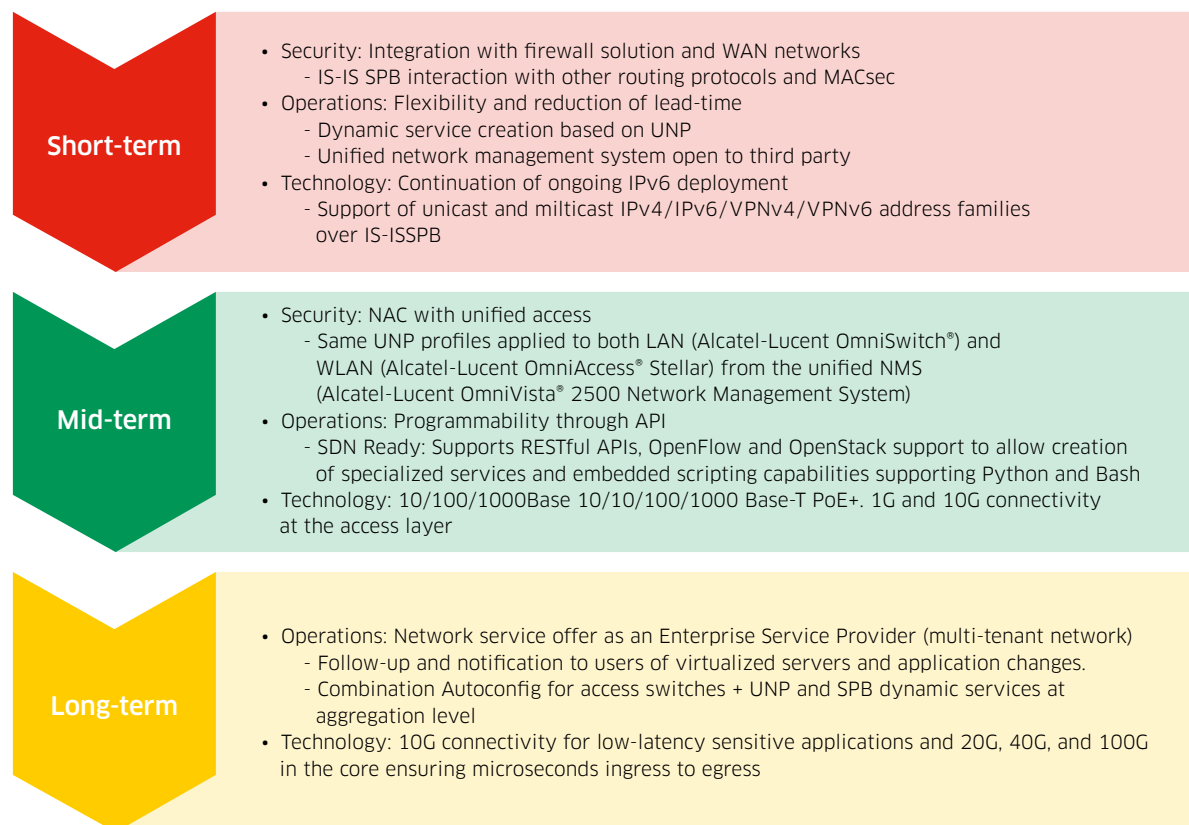 Short-term
• Security: Integration with firewall solution and WAN networks
- IS-IS SPB interaction with other routing protocols and MACsec
• Operations: Flexibility and reduction of lead-time
- Dynamic service creation based on UNP
- Unified network management system open to third party
• Technology: Continuation of ongoing IPv6 deployment
- Support of unicast and milticast IPv4/IPv6/VPNv4/VPNv6 address families
over IS-ISSPB
Mid-term
• Security: NAC with unified access
- Same UNP profiles applied to both LAN (Alcatel-Lucent OmniSwitch®) and
WLAN (Alcatel-Lucent OmniAccess® Stellar) from the unified NMS
(Alcatel-Lucent OmniVista® 2500 Network Management System)
• Operations: Programmability through API
- SDN Ready: Supports RESTful APIs, OpenFlow and OpenStack support to allow creation
of specialized services and embedded scripting capabilities supporting Python and Bash
• Technology: 10/100/1000Base 10/10/100/1000 Base-T PoE+. 1G and 10G connectivity
at the access layer
Long-term
• Operations: Network service offer as an Enterprise Service Provider (multi-tenant network)
- Follow-up and notification to users of virtualized servers and application changes.
- Combination Autoconfig for access switches + UNP and SPB dynamic services at
aggregation level
• Technology: 10G connectivity for low-latency sensitive applications and 20G, 40G, and 100G
in the core ensuring microseconds ingress to egress